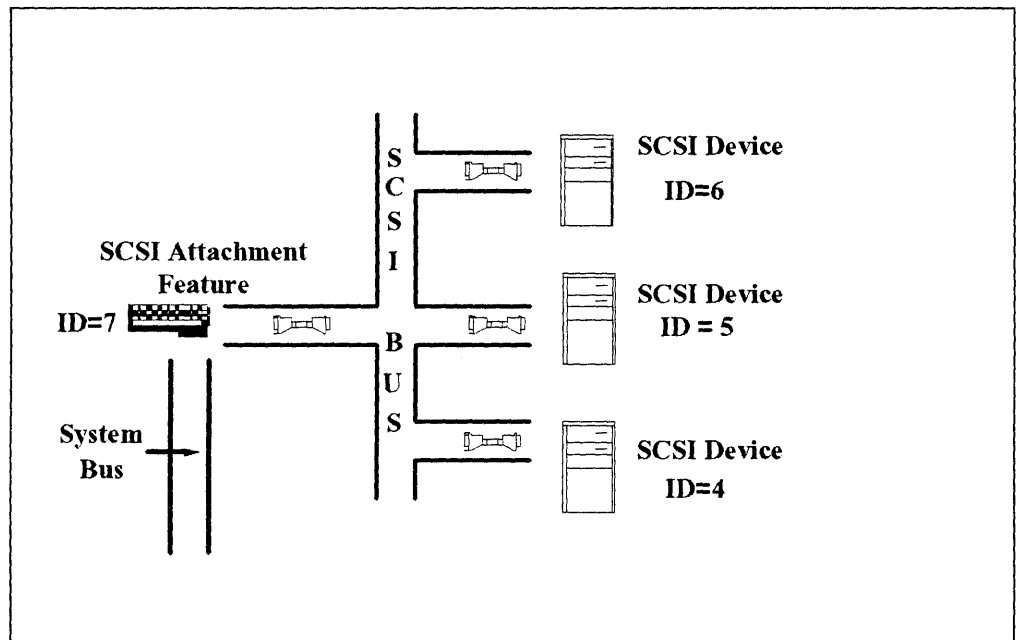 SCSI
BUS
SCSI Device
ID=6
SCSI Attachment
Feature
ID=7
SCSI Device
ID = 5
System
Bus
SCSI Device
ID=4